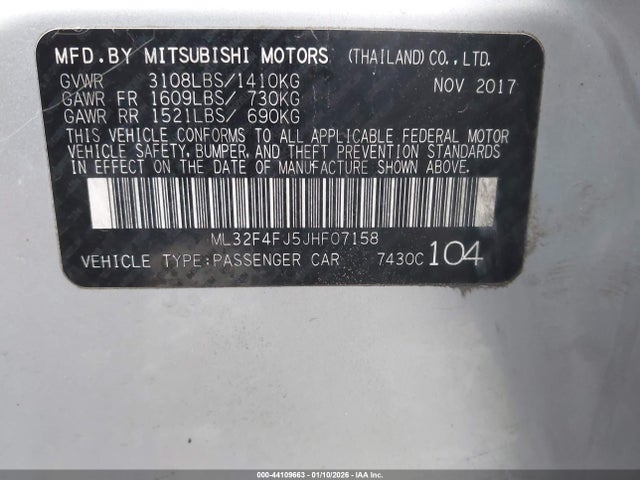 MFD.BY MITSUBISHI MOTORS (THAILAND)CO.,LTD.
GVWR 3108LBS/1410KG NOV 2017
GAWR FR 1609LBS/ 730KG
GAWR RR 1521LBS/ 690KG
THIS VEHICLE CONFORMS TO ALL APPLICABLE FEDERAL MOTOR
VEHICLE SAFETY, BUMPER, AND THEFT PREVENTION STANDARDS
IN EFFECT ON THE DATE OF MANUFACTURE SHOWN ABOVE.
ML32F4FJ5JHF07158
VEHICLE TYPE:PASSENGER CAR 7430C 104
000-44109663 - 01/10/2026 - IAAI.CA